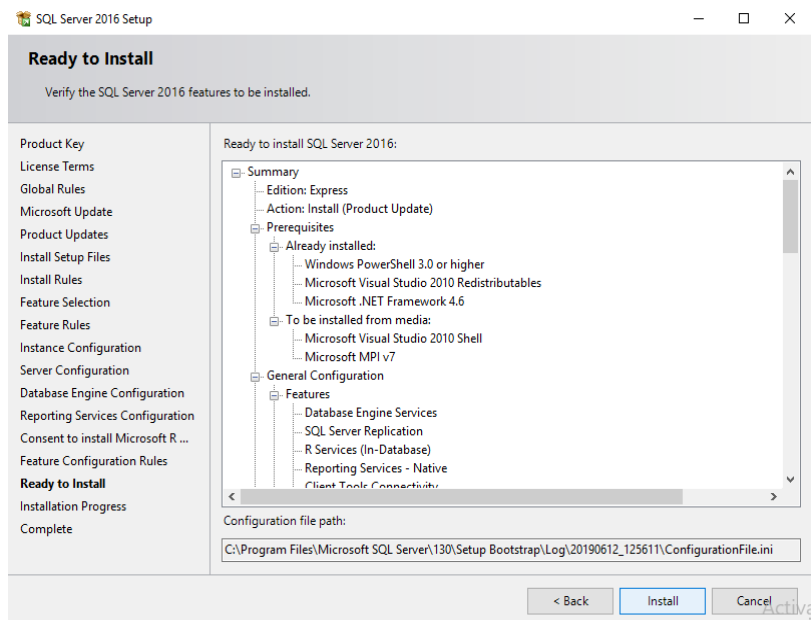 SQL Server 2016 Setup
Ready to Install
Verify the SQL Server 2016 features to be installed.
Product Key
License Terms
Global Rules
Microsoft Update
Product Updates
Install Setup Files
Install Rules
Feature Selection
Feature Rules
Instance Configuration
Server Configuration
Database Engine Configuration
Reporting Services Configuration
Consent to install Microsoft R ...
Feature Configuration Rules
Ready to Install
Installation Progress
Complete
Ready to install SQL Server 2016:
Summary
Edition: Express
Action: Install (Product Update)
Prerequisites
Already installed:
Windows PowerShell 3.0 or higher
Microsoft Visual Studio 2010 Redistributables
Microsoft .NET Framework 4.6
To be installed from media:
Microsoft Visual Studio 2010 Shell
Microsoft MPI v7
General Configuration
Features
Database Engine Services
SQL Server Replication
R Services (In-Database)
Reporting Services - Native
Client Tools Connectivity
Configuration file path:
C:\Program Files\Microsoft SQL Server\130\Setup Bootstrap\Log\20190612_125611\ConfigurationFile.ini
< Back
Install
Cancel